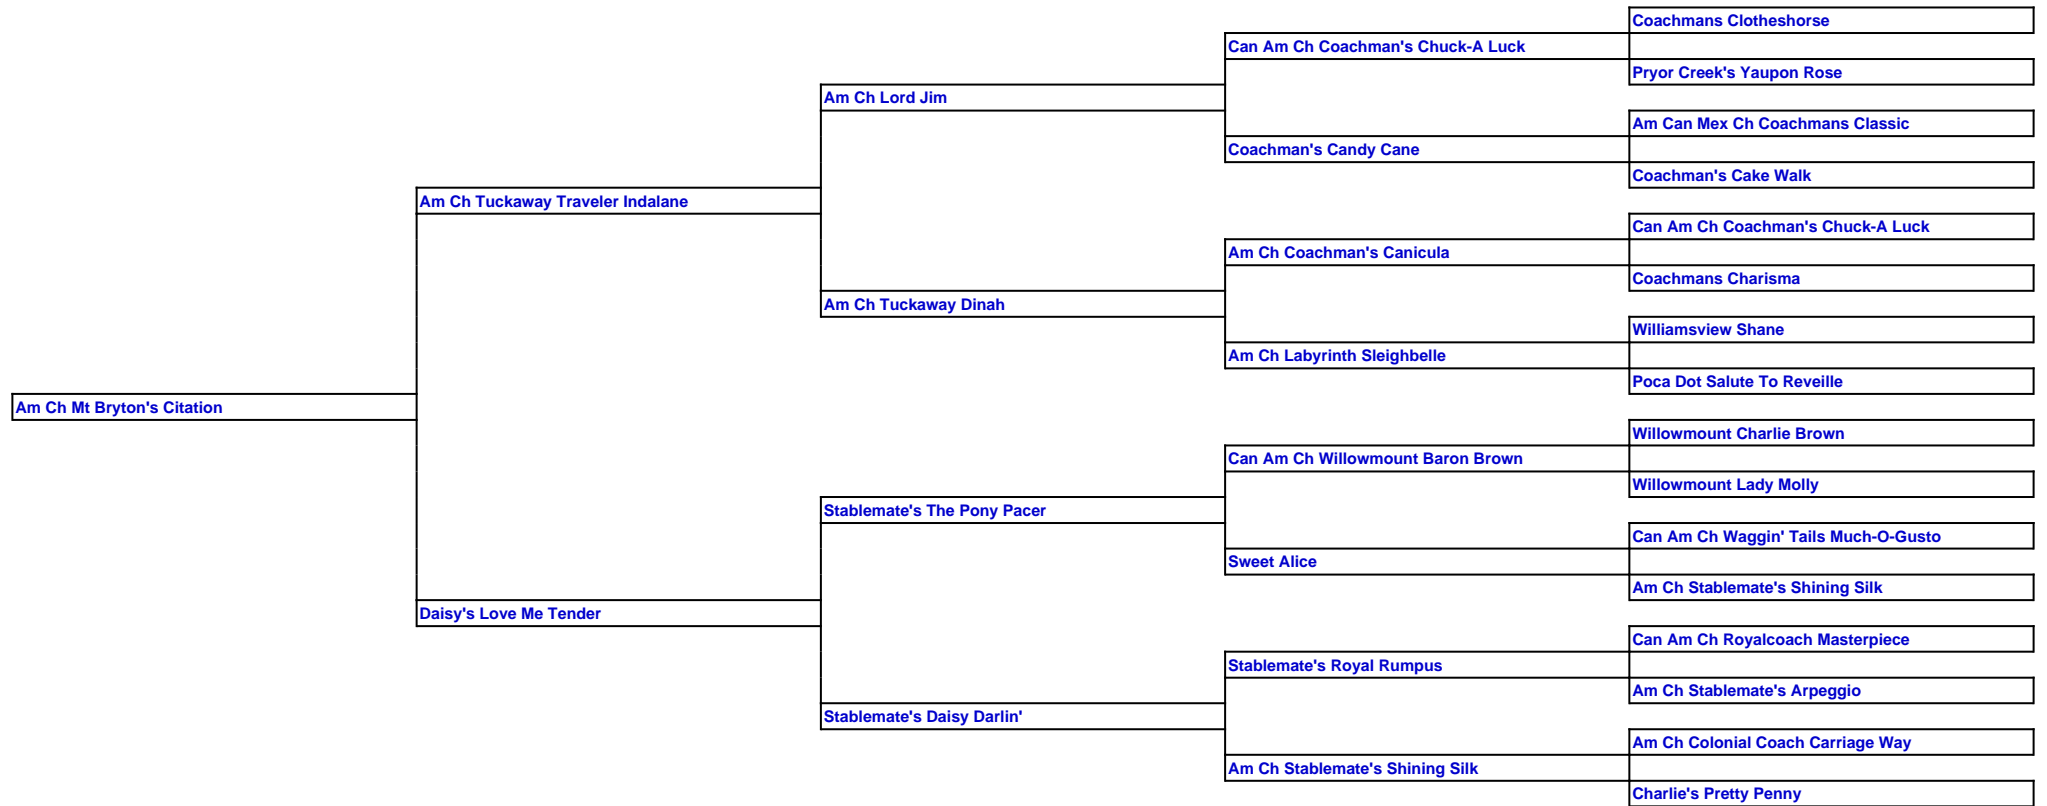 Coachmans Clotheshorse
Can Am Ch Coachman's Chuck-A Luck
Pryor Creek's Yaupon Rose
Am Ch Lord Jim
Am Can Mex Ch Coachmans Classic
Coachman's Candy Cane
Coachman's Cake Walk
Am Ch Tuckaway Traveler Indalane
Can Am Ch Coachman's Chuck-A Luck
Am Ch Coachman's Canicula
Coachmans Charisma
Am Ch Tuckaway Dinah
Williamsview Shane
Am Ch Labyrinth Sleighbelle
Poca Dot Salute To Reveille
Am Ch Mt Bryton's Citation
Willowmount Charlie Brown
Can Am Ch Willowmount Baron Brown
Willowmount Lady Molly
Stablemate's The Pony Pacer
Can Am Ch Waggin' Tails Much-O-Gusto
Sweet Alice
Am Ch Stablemate's Shining Silk
Daisy's Love Me Tender
Can Am Ch Royalcoach Masterpiece
Stablemate's Royal Rumpus
Am Ch Stablemate's Arpeggio
Stablemate's Daisy Darlin'
Am Ch Colonial Coach Carriage Way
Am Ch Stablemate's Shining Silk
Charlie's Pretty Penny